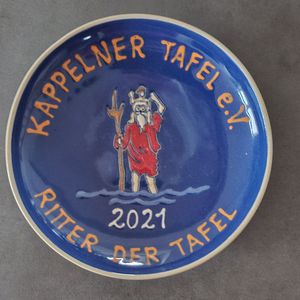 KAPPELNER TAFEL e.V.
2021
RITTER DER TAFEL